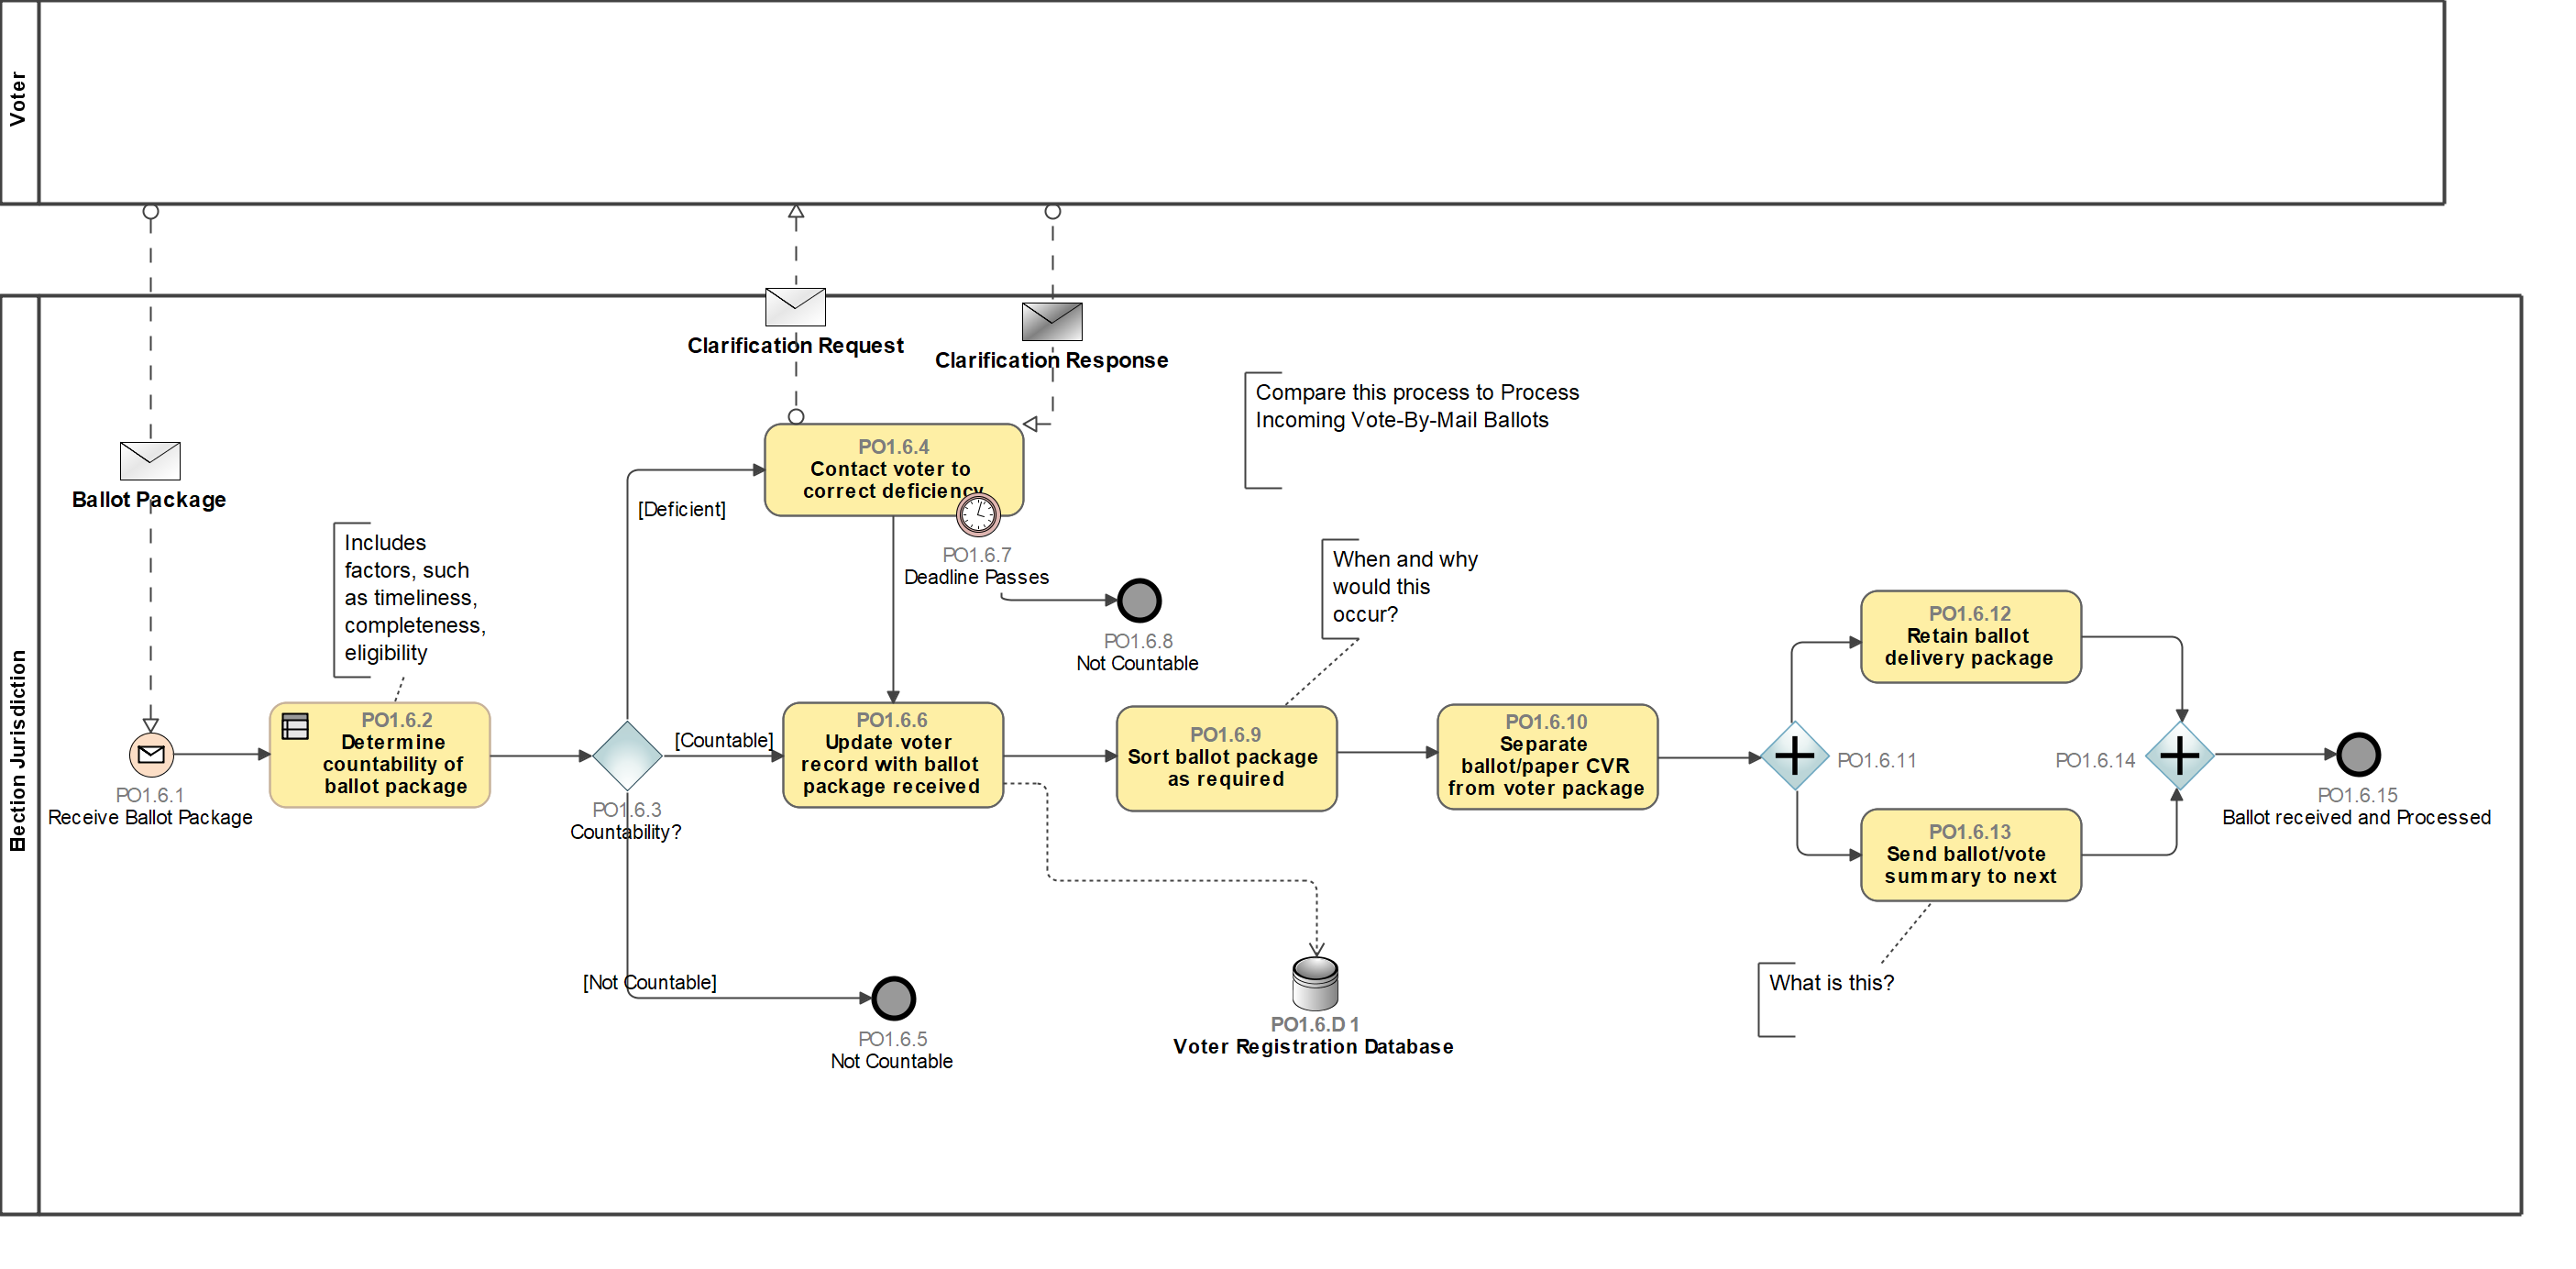 Voter
Clarification Request
Clarification Response
Compare this process to Process
Incoming Vote-By-Mail Ballots
PO1.6.4
Contact voter to
correct deficiency
[Deficient]
Ballot Package
Includes
factors, such
as timeliness,
completeness,
eligibility
PO1.6.7
Deadline Passes
When and why
would this
occur?
PO1.6.8
Not Countable
PO1.6.12
Retain ballot
delivery package
Election Jurisdiction
PO1.6.1
Receive Ballot Package
PO1.6.2
Determine
countability of
ballot package
PO1.6.3
Countability?
[Countable]
PO1.6.6
Update voter
record with ballot
package received
PO1.6.9
Sort ballot package
as required
PO1.6.10
Separate
ballot/paper CVR
from voter package
PO1.6.11
PO1.6.14
PO1.6.15
Ballot received and Processed
PO1.6.13
Send ballot/vote
summary to next
[Not Countable]
PO1.6.5
Not Countable
PO1.6.D1
Voter Registration Database
What is this?